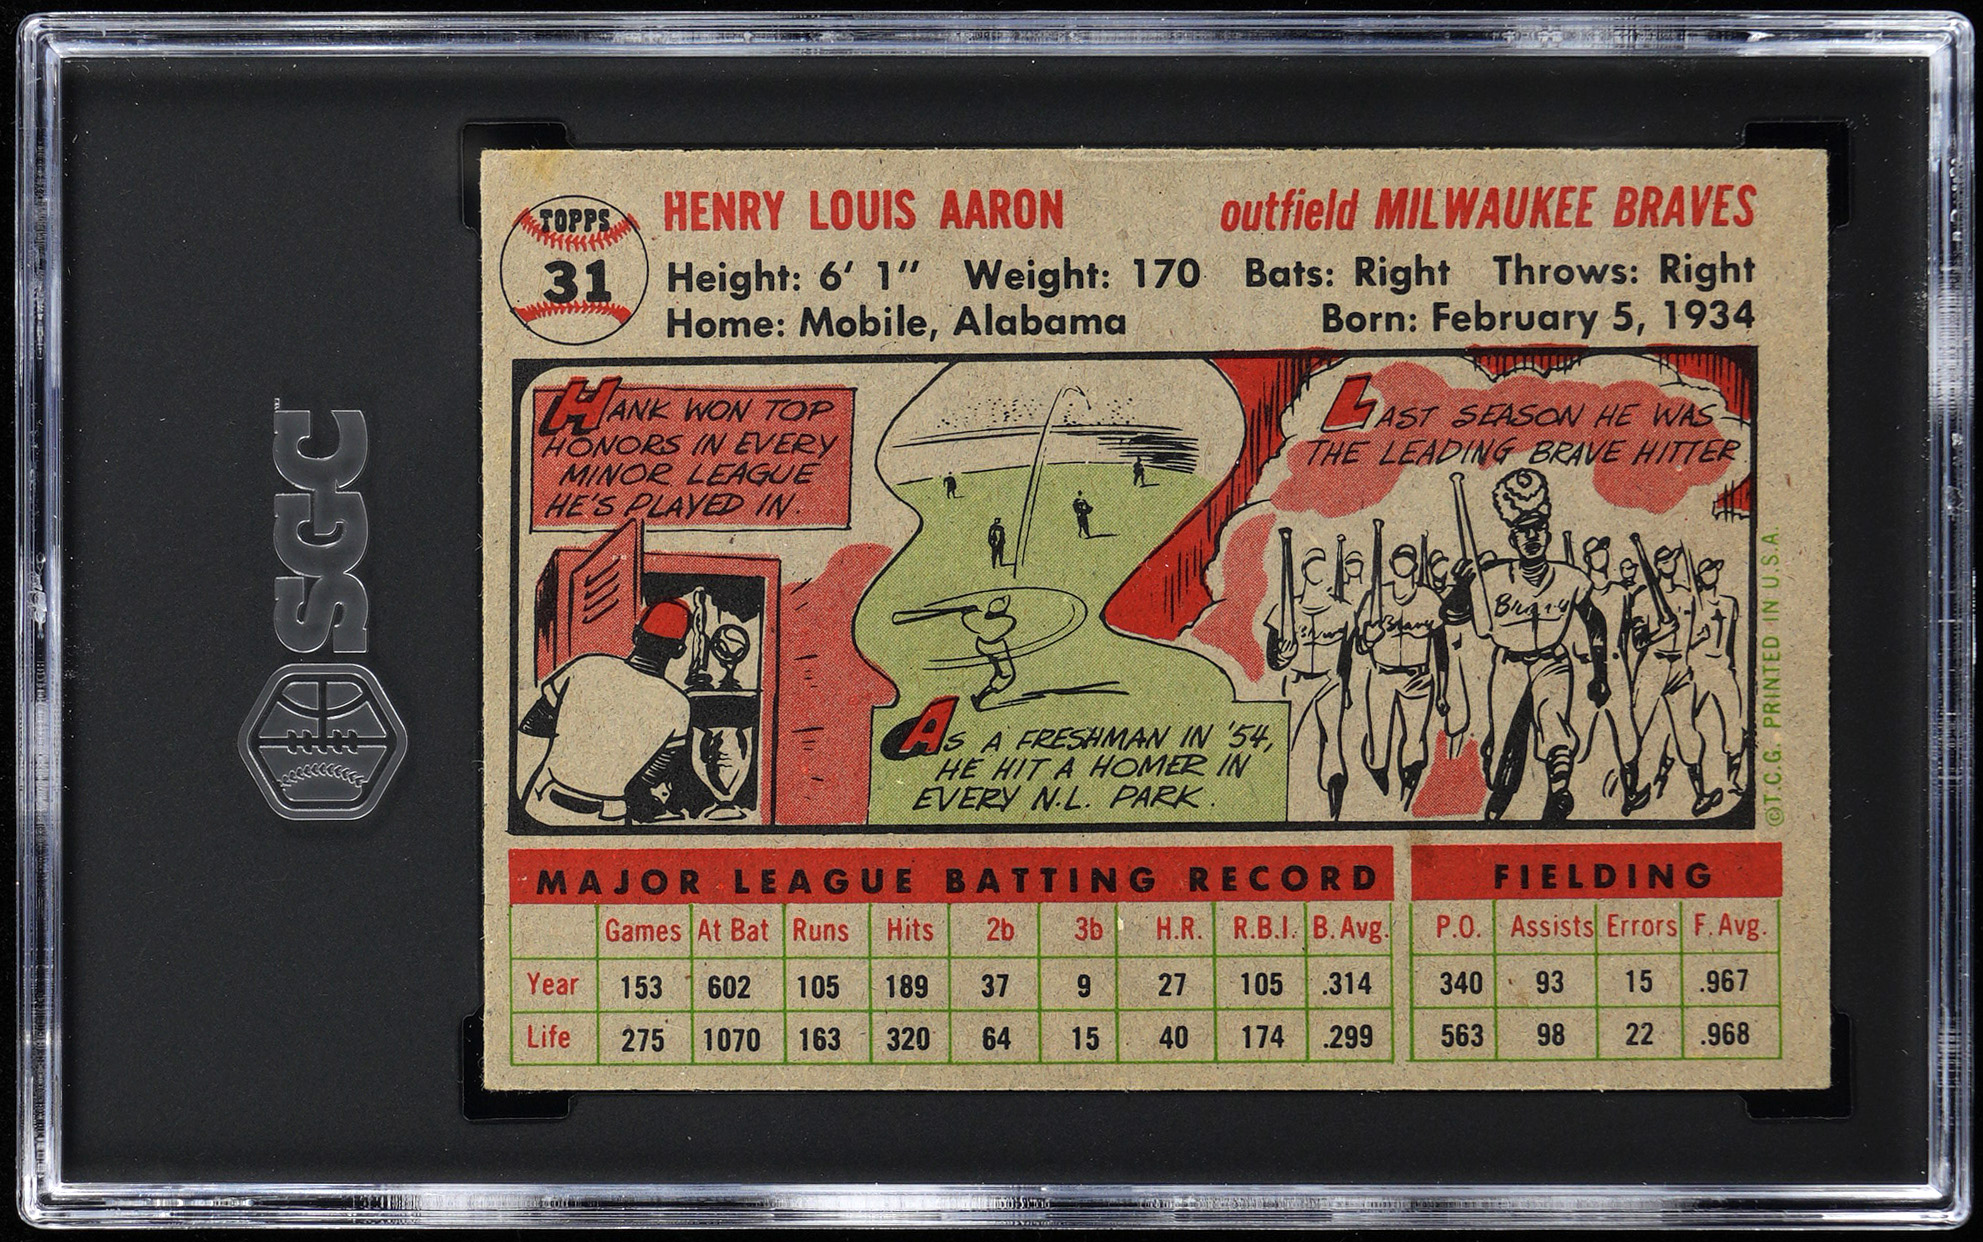 SGC
TOPPS
31
HENRY LOUIS AARON
outfield MILWAUKEE BRAVES
Height: 6' 1" Weight: 170 Bats: Right Throws: Right
Home: Mobile, Alabama
Born: February 5, 1934
HANK WON TOP
HONORS IN EVERY
MINOR LEAGUE
HE'S PLAYED IN.
AS A FRESHMAN IN '54,
HE HIT A HOMER IN
EVERY N.L. PARK.
LAST SEASON HE WAS
THE LEADING BRAVE HITTER
©T.C.G. PRINTED IN U.S.A.
MAJOR LEAGUE BATTING RECORD
Games At Bat Runs Hits 2b 3b H.R. R.B.I. B. Avg.
Year 153 602 105 189 37 9 27 105 .314
Life 275 1070 163 320 64 15 40 174 .299
FIELDING
P.O. Assists Errors F. Avg.
340 93 15 .967
563 98 22 .968